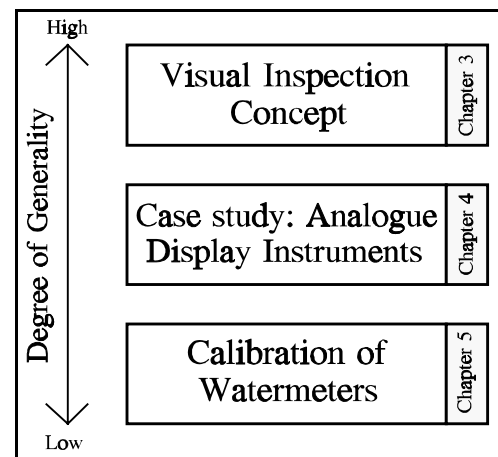 High
Degree of Generality
Visual Inspection
Concept
Chapter 3
Case study: Analogue
Display Instruments
Chapter 4
Calibration of
Watermeters
Chapter 5
Low